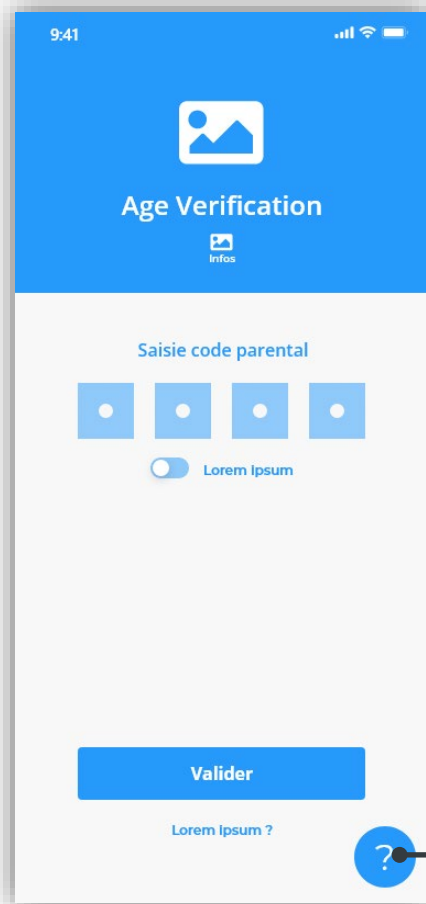 9:41
Age Verification
Infos
Saisie code parental
Lorem Ipsum
Valider
Lorem Ipsum ?
?